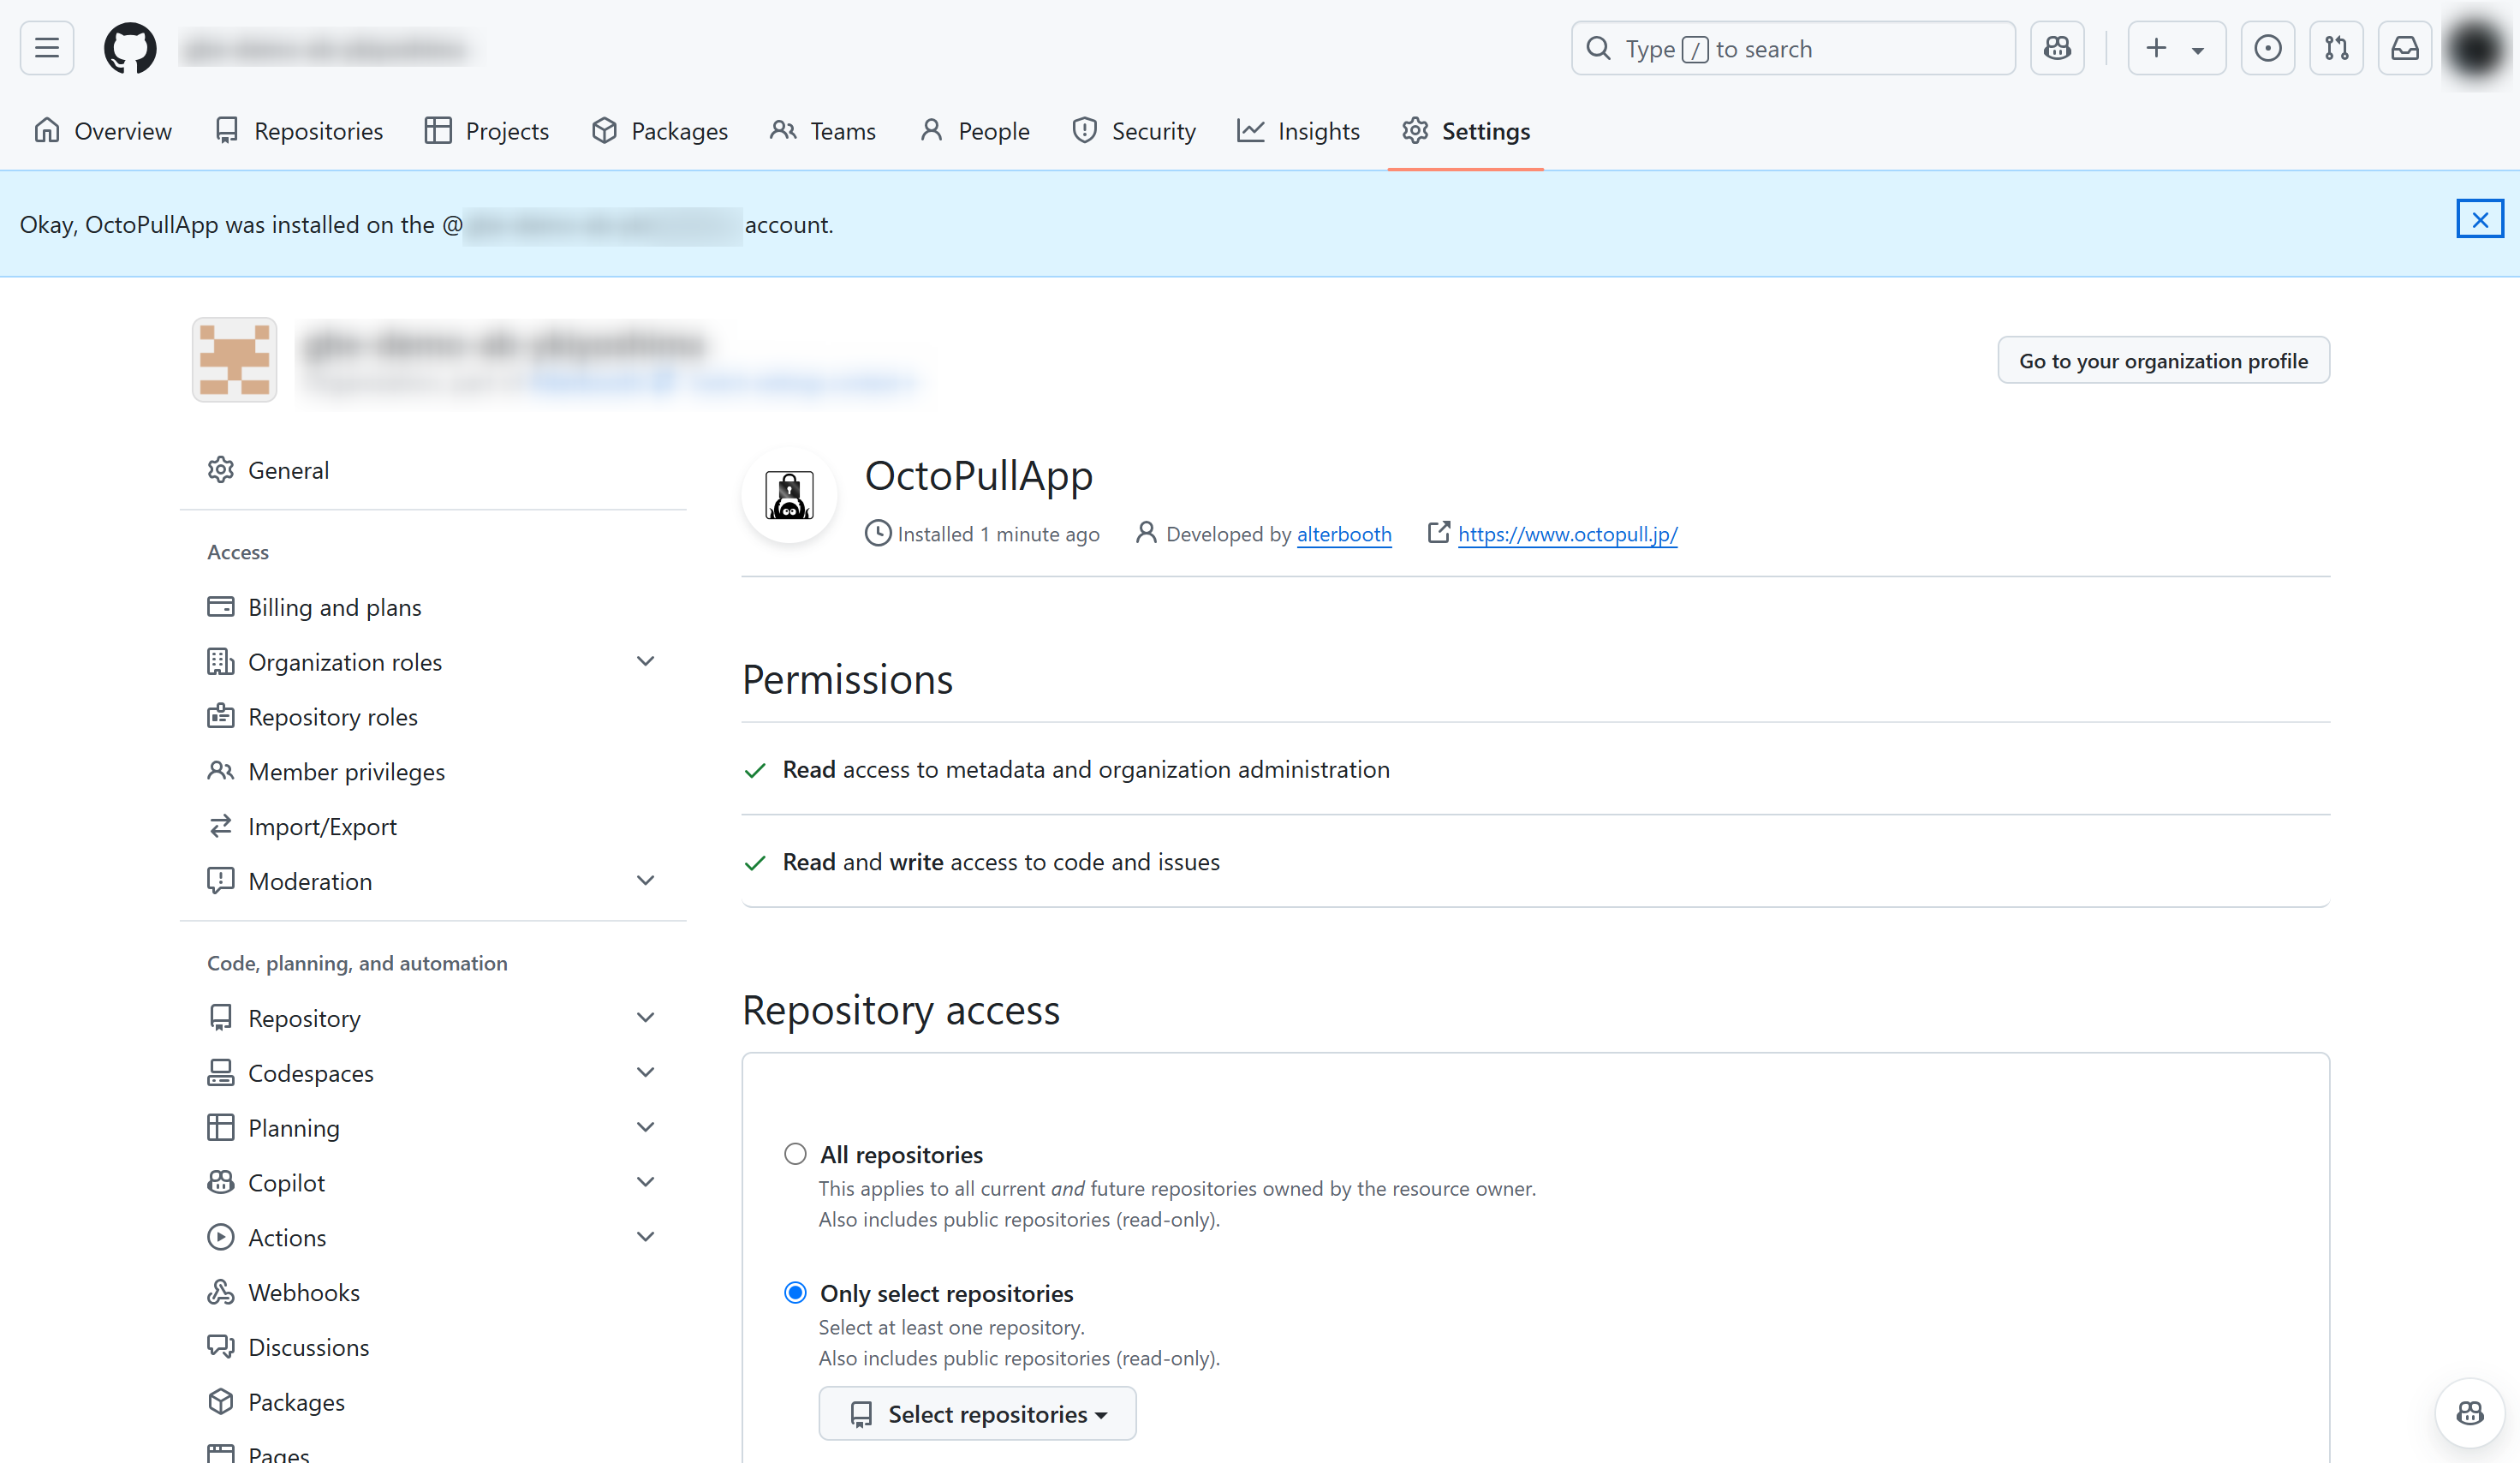 Type / to search
Overview Repositories Projects Packages Teams People Security Insights Settings
Okay, OctoPullApp was installed on the @ account.
Go to your organization profile
General
Access
Billing and plans
Organization roles
Repository roles
Member privileges
Import/Export
Moderation
Code, planning, and automation
Repository
Codespaces
Planning
Copilot
Actions
Webhooks
Discussions
Packages
Pages
OctoPullApp
Installed 1 minute ago Developed by alterbooth https://www.octopull.jp/
Permissions
Read access to metadata and organization administration
Read and write access to code and issues
Repository access
All repositories
This applies to all current and future repositories owned by the resource owner.
Also includes public repositories (read-only).
Only select repositories
Select at least one repository.
Also includes public repositories (read-only).
Select repositories